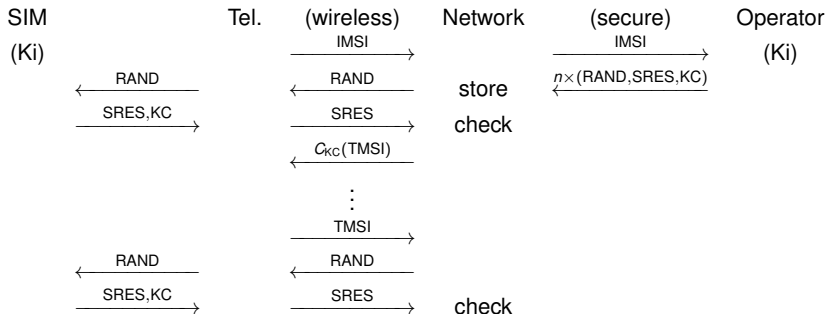 SIM Tel. (wireless) Network (secure) Operator
(Ki) IMSI IMSI (Ki)
RAND RAND store n×(RAND,SRES,KC)
SRES,KC SRES check
C_KC(TMSI)
⋮
TMSI
RAND RAND
SRES,KC SRES check